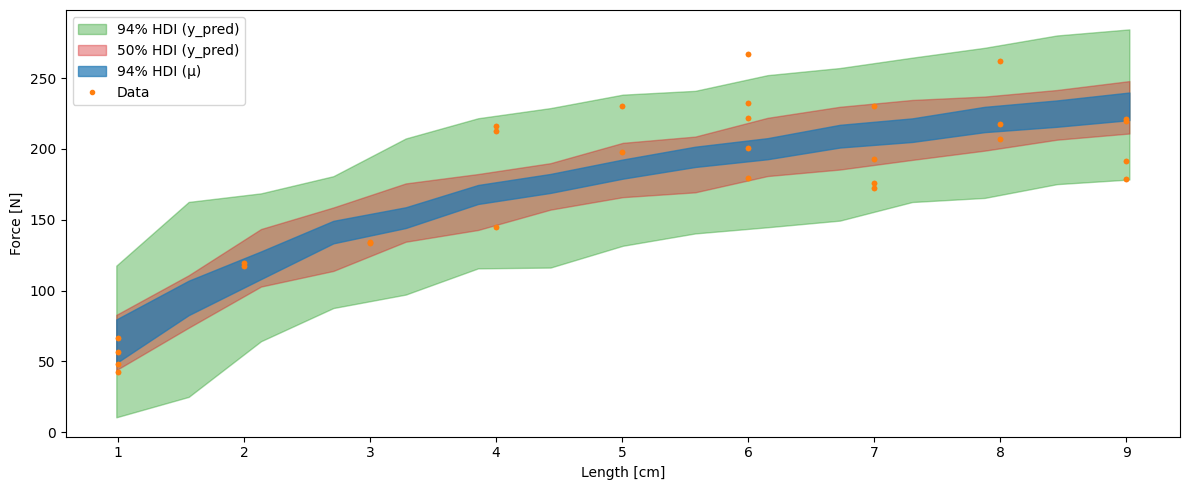 94% HDI (y_pred)
50% HDI (y_pred)
94% HDI (μ)
Data
Force [N]
250
200
150
100
50
0
1 2 3 4 5 6 7 8 9
Length [cm]